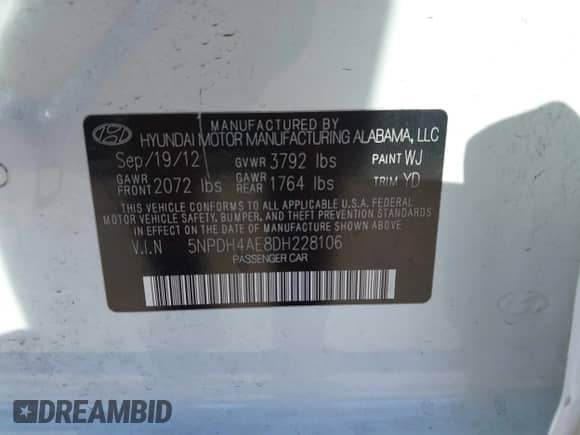 MANUFACTURED BY
HYUNDAI MOTOR MANUFACTURING ALABAMA, LLC
Sep/19/12 GVWR 3792 lbs PAINT WJ
GAWR FRONT 2072 lbs GAWR REAR 1764 lbs TRIM YD
THIS VEHICLE CONFORMS TO ALL APPLICABLE U.S.A. FEDERAL
MOTOR VEHICLE SAFETY, BUMPER, AND THEFT PREVENTION STANDARDS
IN EFFECT ON THE DATE OF MANUFACTURE SHOWN ABOVE.
V.I.N 5NPDH4AE8DH228106
PASSENGER CAR
DREAMBID